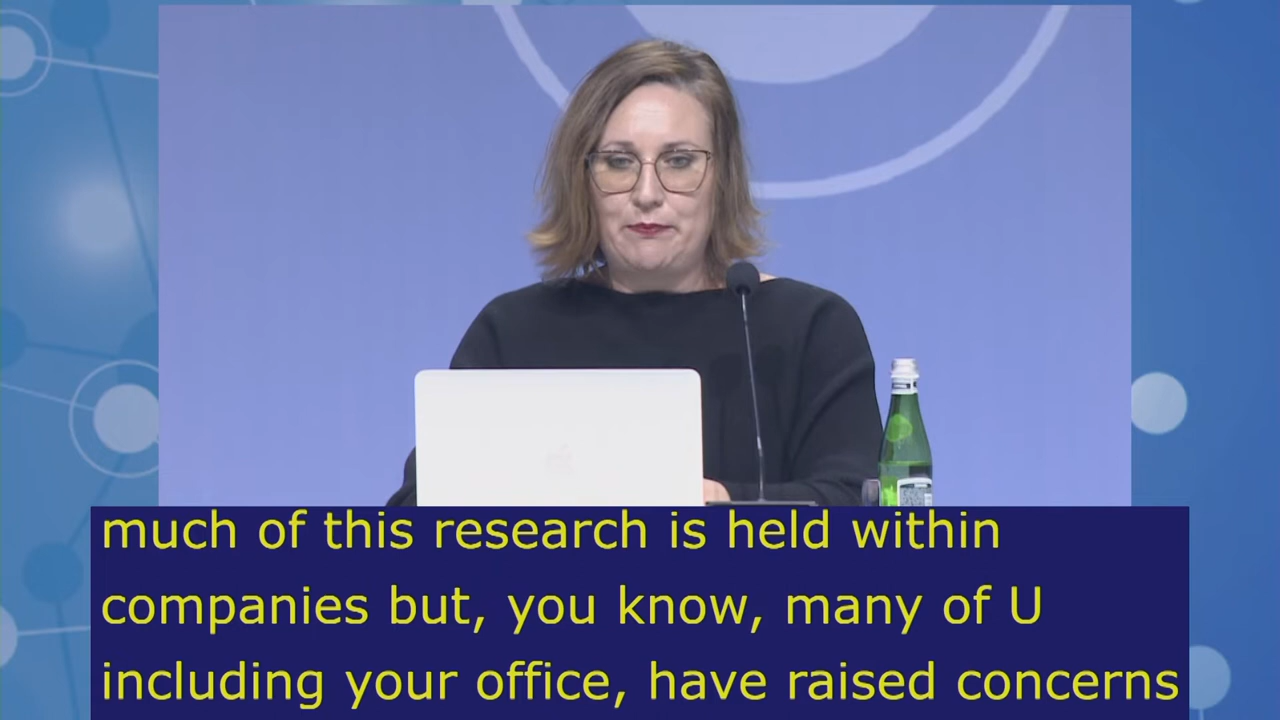 much of this research is held within
companies but, you know, many of U
including your office, have raised concerns